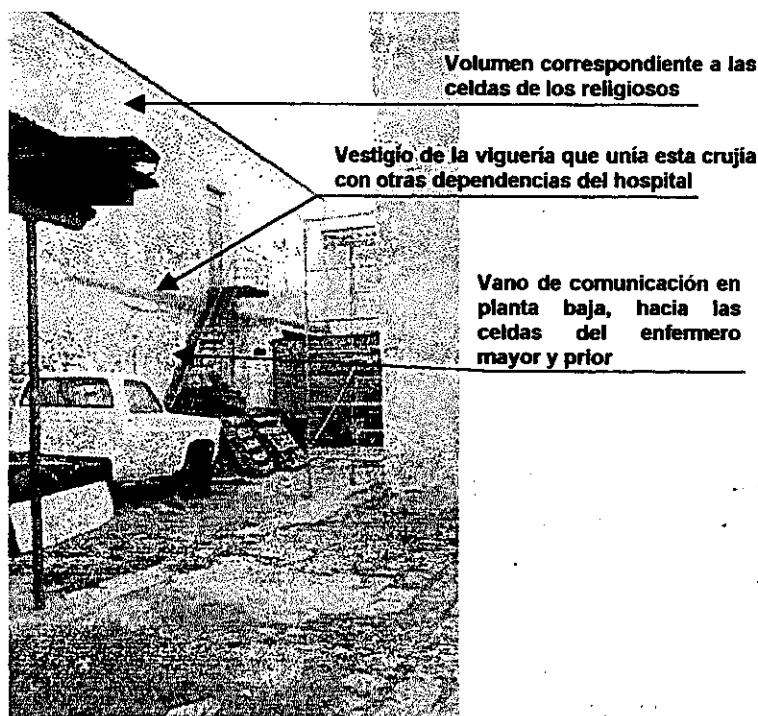 Volumen correspondiente a las
celdas de los religiosos
Vestigio de la viguería que unía esta crujía
con otras dependencias del hospital
Vano de comunicación en
planta baja, hacia las
celdas del enfermero
mayor y prior